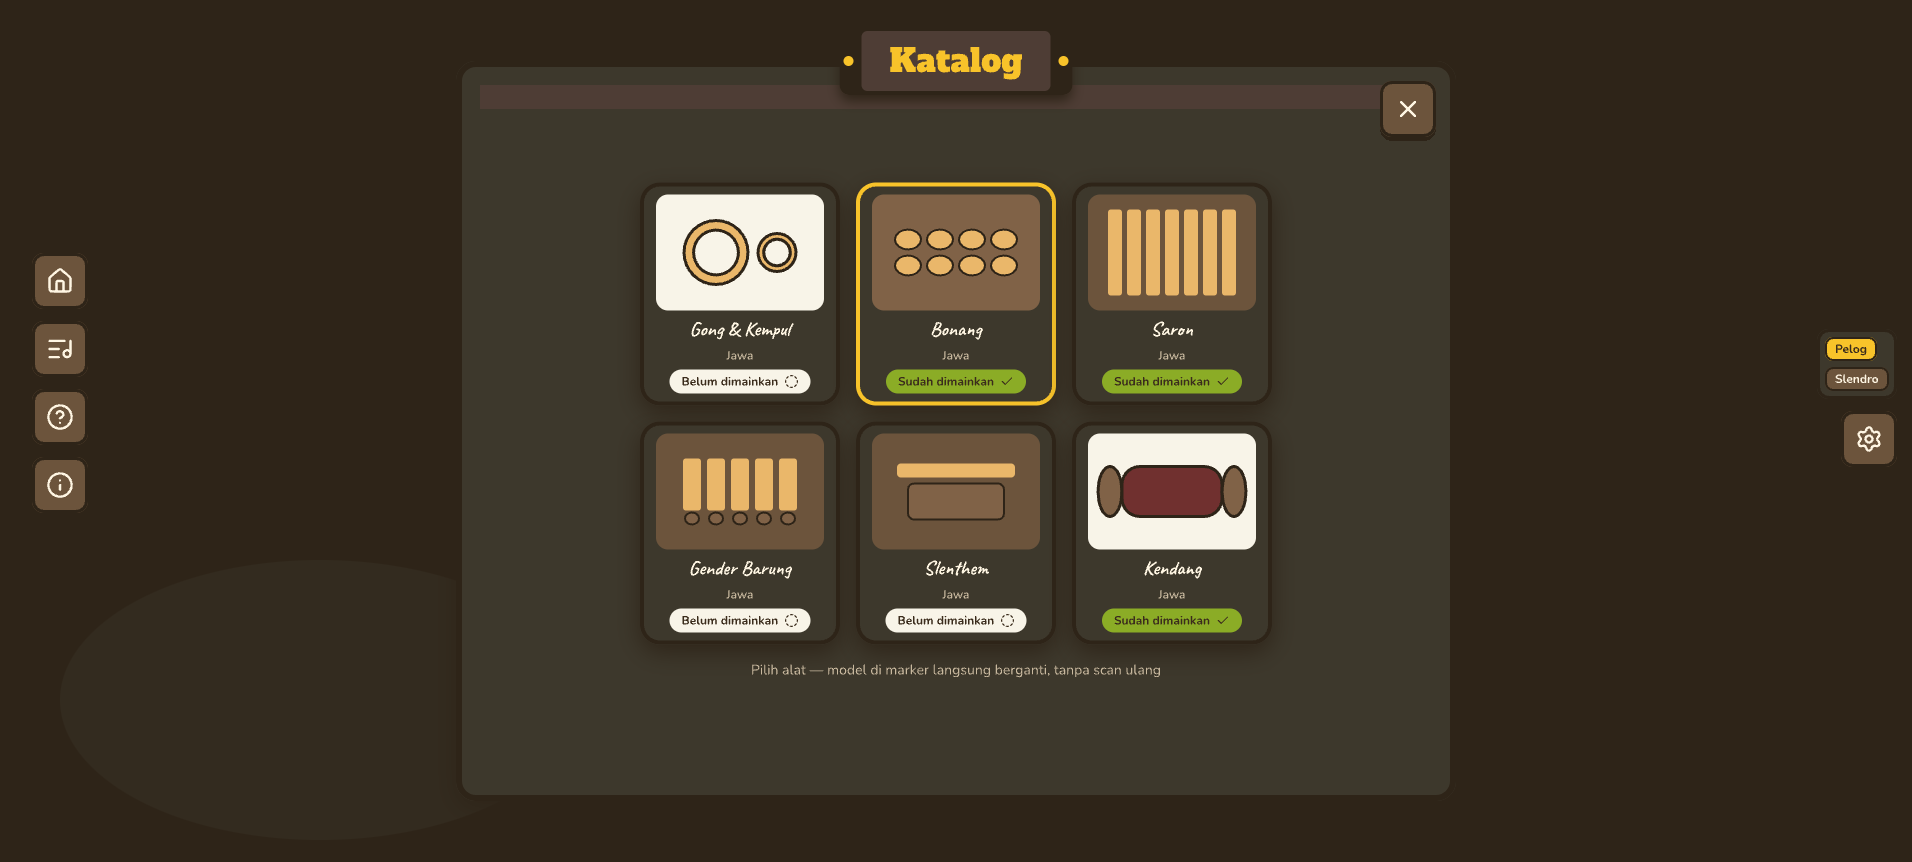 Katalog
Gong & Kempul
Jawa
Belum dimainkan
Bonang
Jawa
Sudah dimainkan
Saron
Jawa
Sudah dimainkan
Gender Barung
Jawa
Belum dimainkan
Slenthem
Jawa
Belum dimainkan
Kendang
Jawa
Sudah dimainkan
Pilih alat — model di marker langsung berganti, tanpa scan ulang
Pelog
Slendro